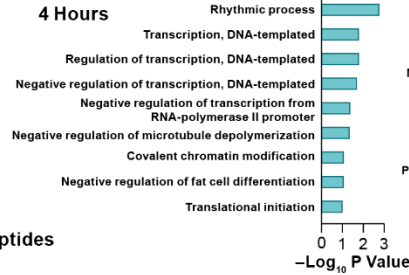 4 Hours
Rhythmic process
Transcription, DNA-templated
Regulation of transcription, DNA-templated
Negative regulation of transcription, DNA-templated
Negative regulation of transcription from
RNA-polymerase II promoter
Negative regulation of microtubule depolymerization
Covalent chromatin modification
Negative regulation of fat cell differentiation
Translational initiation
0 1 2 3
–Log10 P Value
ptides
P